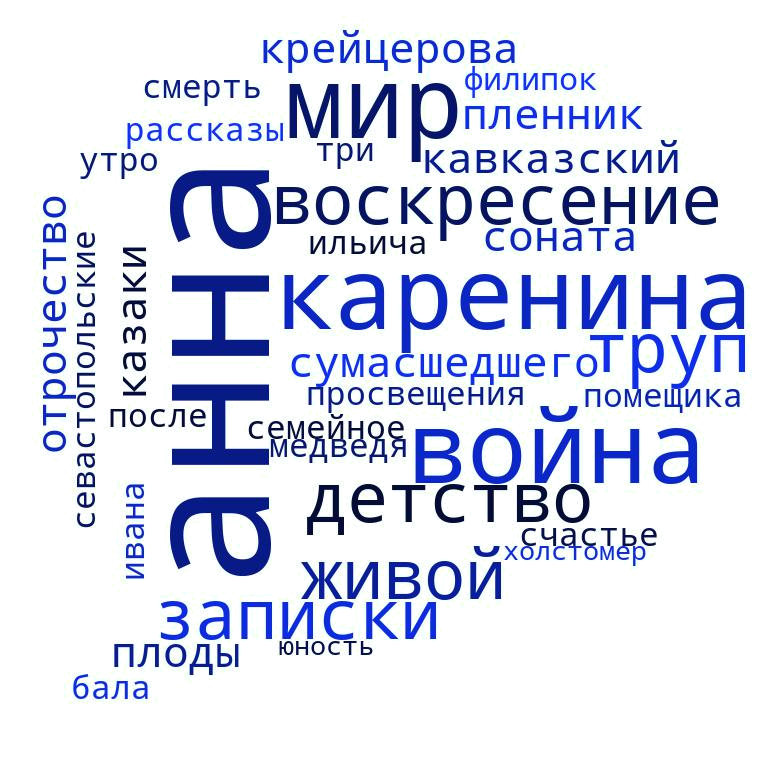 крейцерова
филипок
смерть
мир
пленник
рассказы
три
утро
кавказский
воскресение
анна
отрочество
севастопольские
казаки
ильича
соната
каренина
труп
сумасшедшего
просвещения
помещика
после
семейное
медведя
война
детство
ивана
счастье
холстомер
живой
записки
плоды
юность
бала